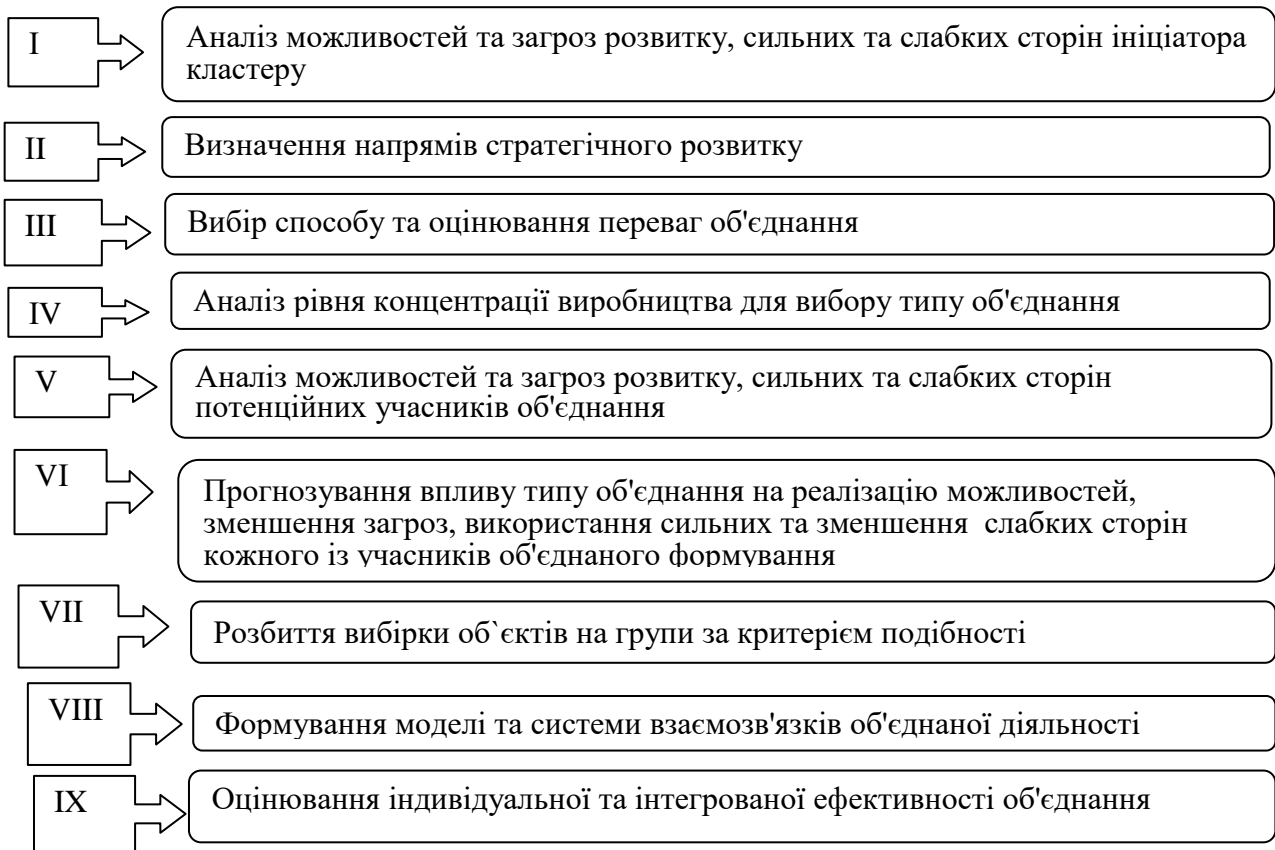 I
Аналіз можливостей та загроз розвитку, сильних та слабких сторін ініціатора
кластеру
II
Визначення напрямів стратегічного розвитку
III
Вибір способу та оцінювання переваг об'єднання
IV
Аналіз рівня концентрації виробництва для вибору типу об'єднання
V
Аналіз можливостей та загроз розвитку, сильних та слабких сторін
потенційних учасників об'єднання
VI
Прогнозування впливу типу об'єднання на реалізацію можливостей,
зменшення загроз, використання сильних та зменшення слабких сторін
кожного із учасників об'єднаного формування
VII
Розбиття вибірки об`єктів на групи за критерієм подібності
VIII
Формування моделі та системи взаємозв'язків об'єднаної діяльності
IX
Оцінювання індивідуальної та інтегрованої ефективності об'єднання